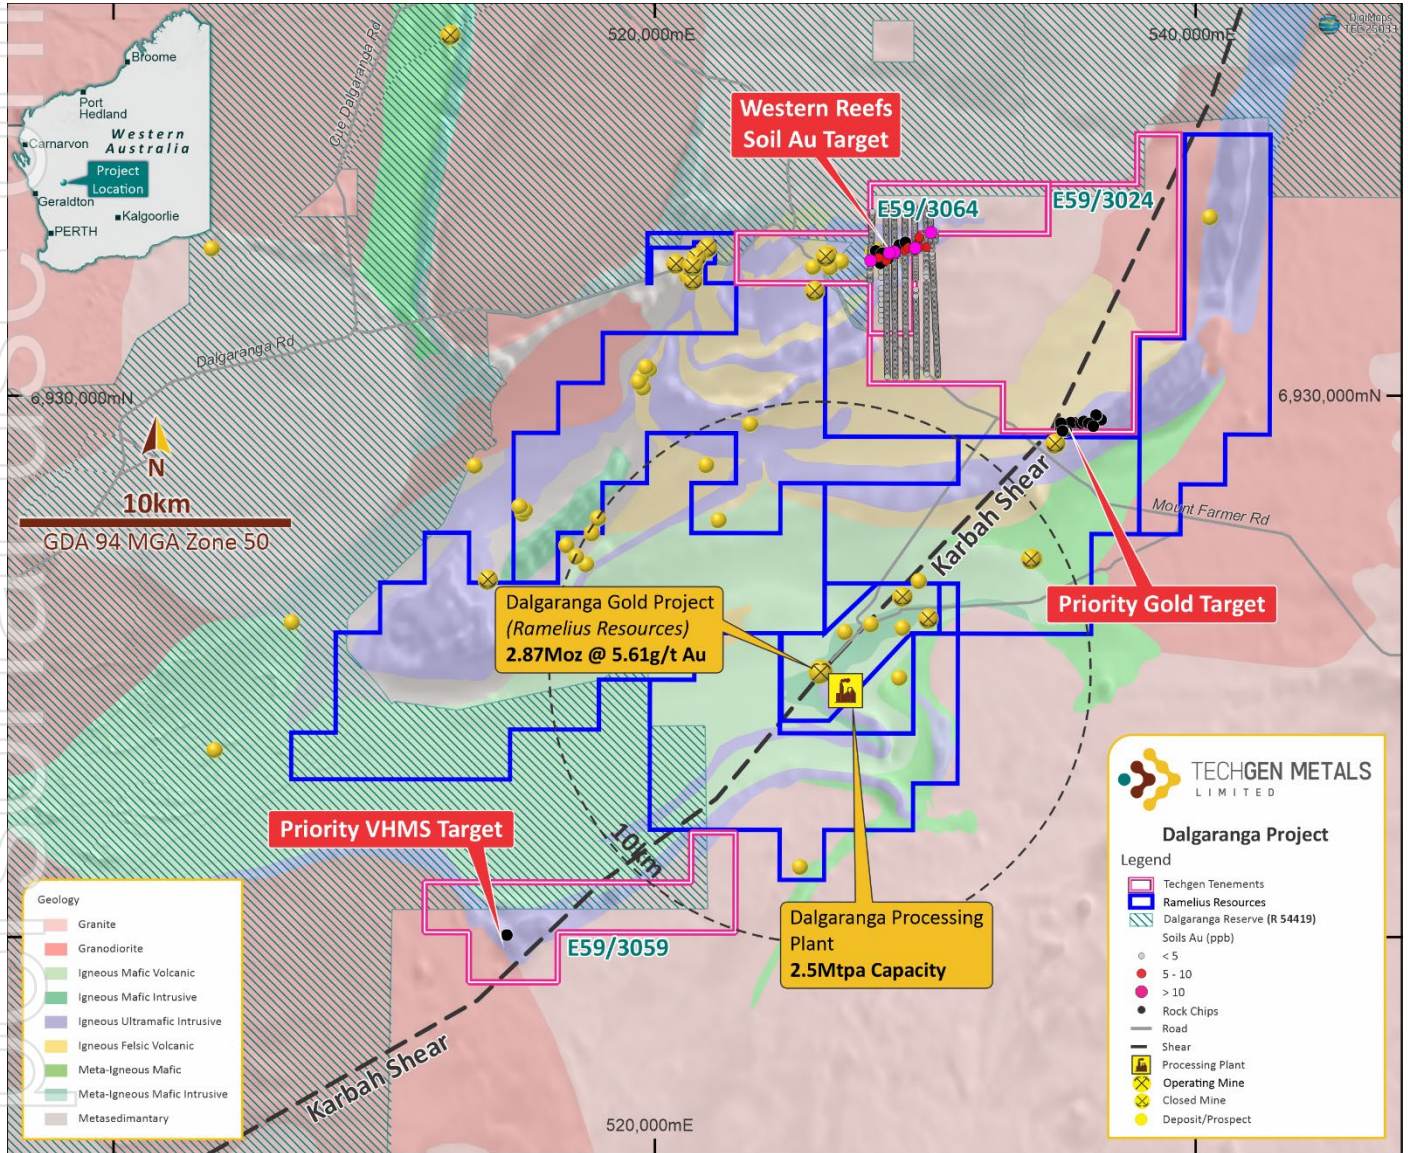 520,000mE
540,000mE
DigiMaps
TEE 25033
Cue Dalgaranga Rd
Broome
Port
Hedland
Western
Australia
Carnarvon
Project
Location
Geraldton
Kalgoorlie
PERTH
Western Reefs
Soil Au Target
E59/3064
E59/3024
Dalgaranga Rd
6,930,000mN
6,930,000mN
N
10km
GDA 94 MGA Zone 50
Karbah Shear
Mount Farmer Rd
Dalgaranga Gold Project
(Ramelius Resources)
2.87Moz @ 5.61g/t Au
Priority Gold Target
Priority VHMS Target
10km
E59/3059
Dalgaranga Processing
Plant
2.5Mtpa Capacity
Karbah Shear
520,000mE
Geology
Granite
Granodiorite
Igneous Mafic Volcanic
Igneous Mafic Intrusive
Igneous Ultramafic Intrusive
Igneous Felsic Volcanic
Meta-Igneous Mafic
Meta-Igneous Mafic Intrusive
Metasedimantary
TECHGEN METALS
LIMITED
Dalgaranga Project
Legend
Techgen Tenements
Ramelius Resources
Dalgaranga Reserve (R 54419)
Soils Au (ppb)
< 5
5 - 10
> 10
Rock Chips
Road
Shear
Processing Plant
Operating Mine
Closed Mine
Deposit/Prospect